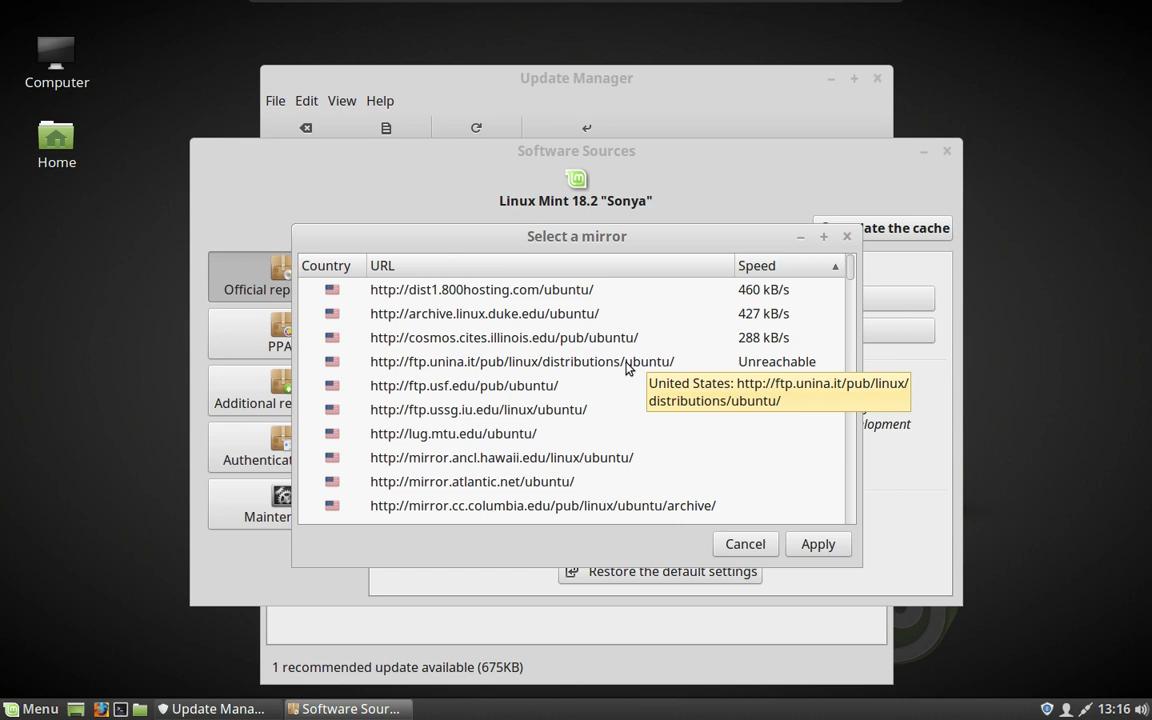 Computer
Home
Update Manager
File Edit View Help
Software Sources
Linux Mint 18.2 "Sonya"
the cache
Select a mirror
Country URL Speed
http://dist1.800hosting.com/ubuntu/ 460 kB/s
http://archive.linux.duke.edu/ubuntu/ 427 kB/s
http://cosmos.cites.illinois.edu/pub/ubuntu/ 288 kB/s
http://ftp.unina.it/pub/linux/distributions/ubuntu/ Unreachable
http://ftp.usf.edu/pub/ubuntu/
http://ftp.ussg.iu.edu/linux/ubuntu/
http://lug.mtu.edu/ubuntu/
http://mirror.ancl.hawaii.edu/linux/ubuntu/
http://mirror.atlantic.net/ubuntu/
http://mirror.cc.columbia.edu/pub/linux/ubuntu/archive/
United States: http://ftp.unina.it/pub/linux/
distributions/ubuntu/
Official rep
PPA
Additional re
Authenticat
Mainten
lopment
Cancel Apply
Restore the default settings
1 recommended update available (675KB)
Menu Update Mana... Software Sour... 13:16